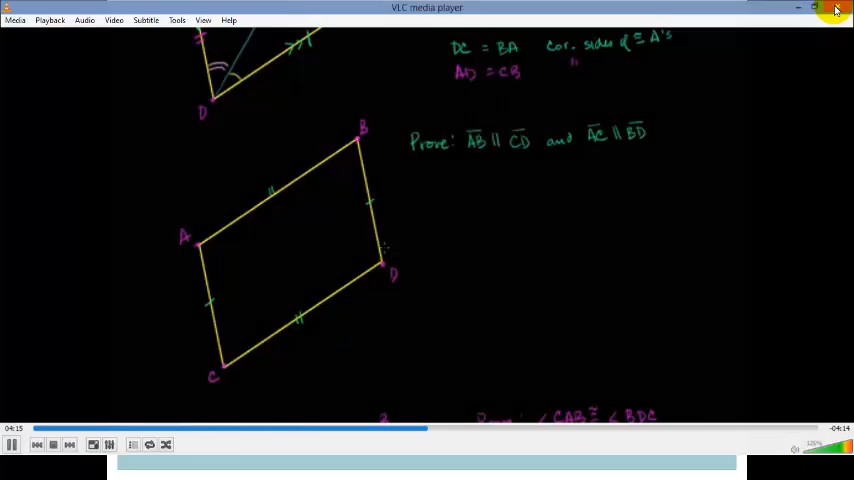 VLC media player
Media Playback Audio Video Subtitle Tools View Help
DC = BA Cor. sides of ≅ Δ's
AD = CB "
D
B
Prove: AB || CD and AC || BD
A
D
C
B Prove: < CAB ≅ < BDC
04:15 -04:14
126%